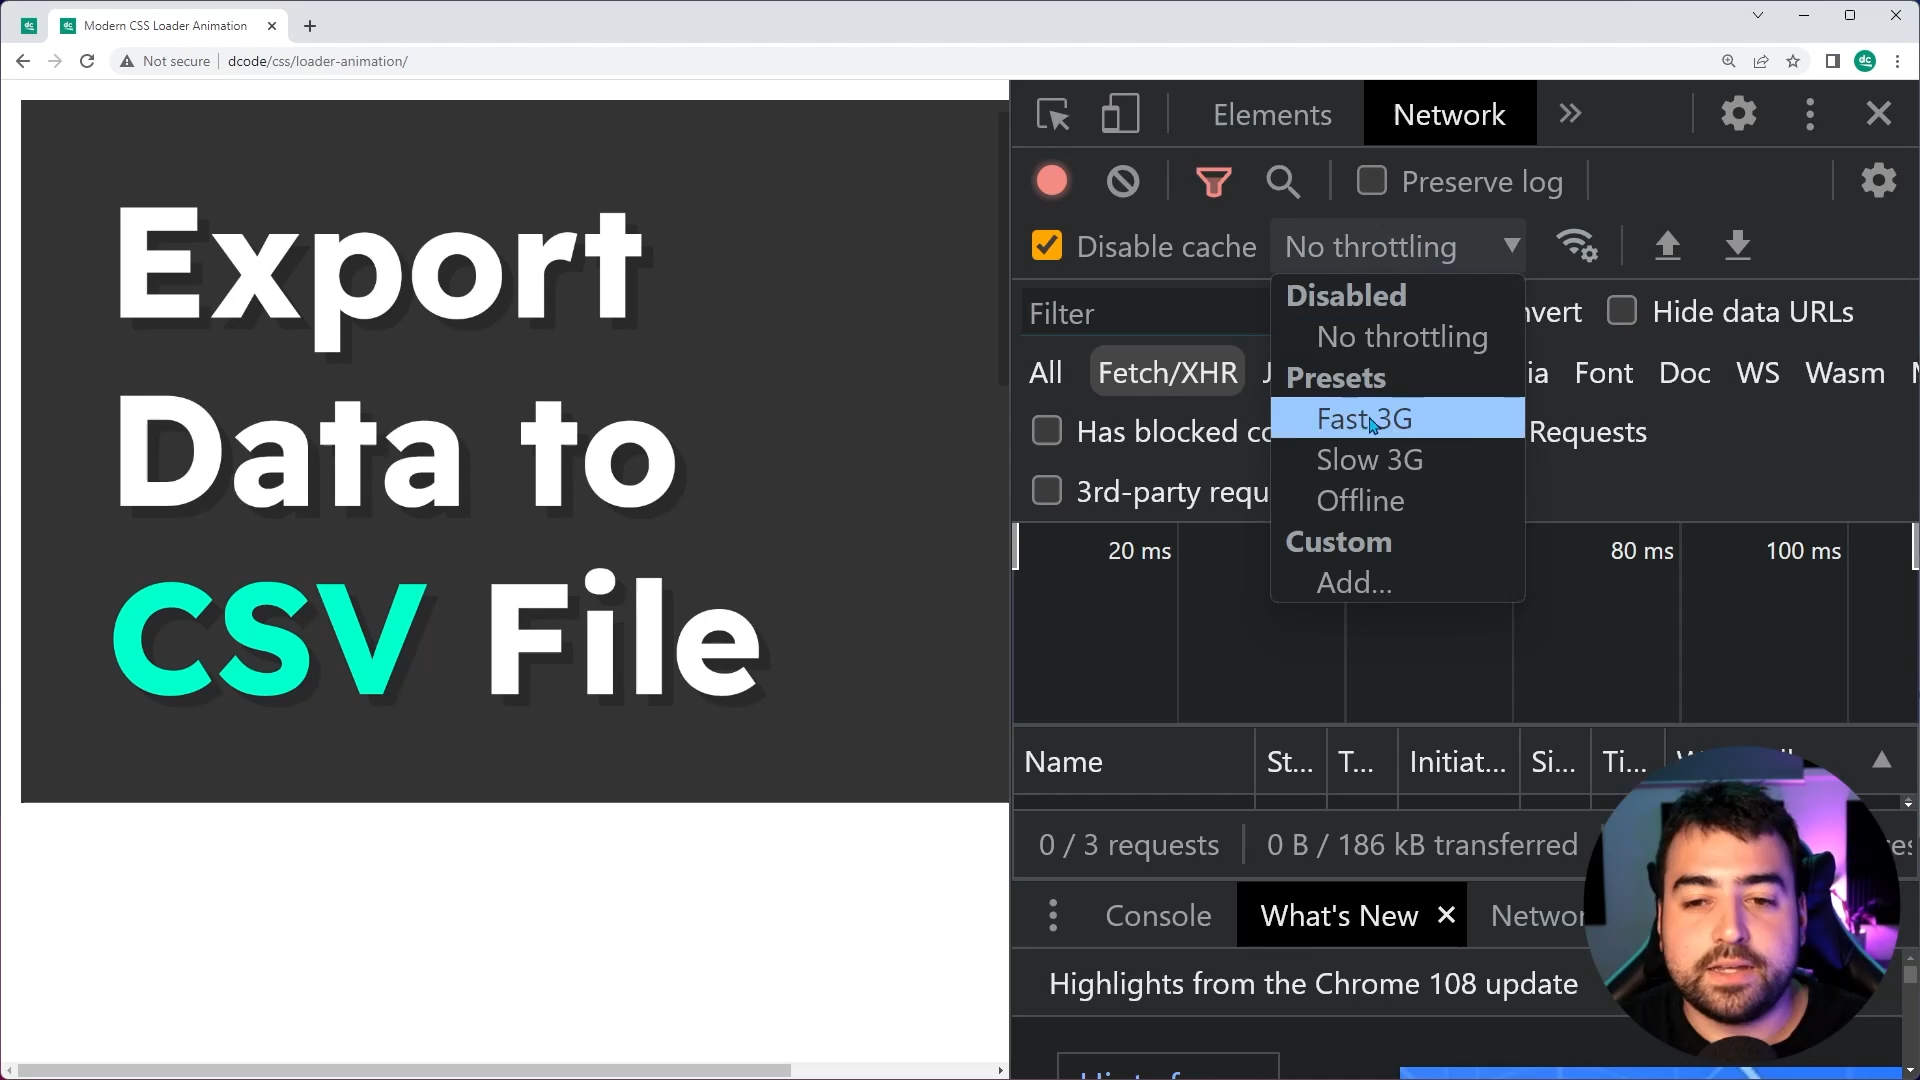 Modern CSS Loader Animation
Not secure
dcode/css/loader-animation/
Export
Data to
CSV File
Elements
Network
Preserve log
Disable cache
No throttling
Disabled
No throttling
Presets
Fast 3G
Slow 3G
Offline
Custom
Add...
Filter
nvert
Hide data URLs
All
Fetch/XHR
J
ia
Font
Doc
WS
Wasm
Has blocked co
Requests
3rd-party requ
20 ms
80 ms
100 ms
Name
St...
T...
Initiat...
Si...
Ti...
0 / 3 requests
0 B / 186 kB transferred
Console
What's New
Networ
Highlights from the Chrome 108 update